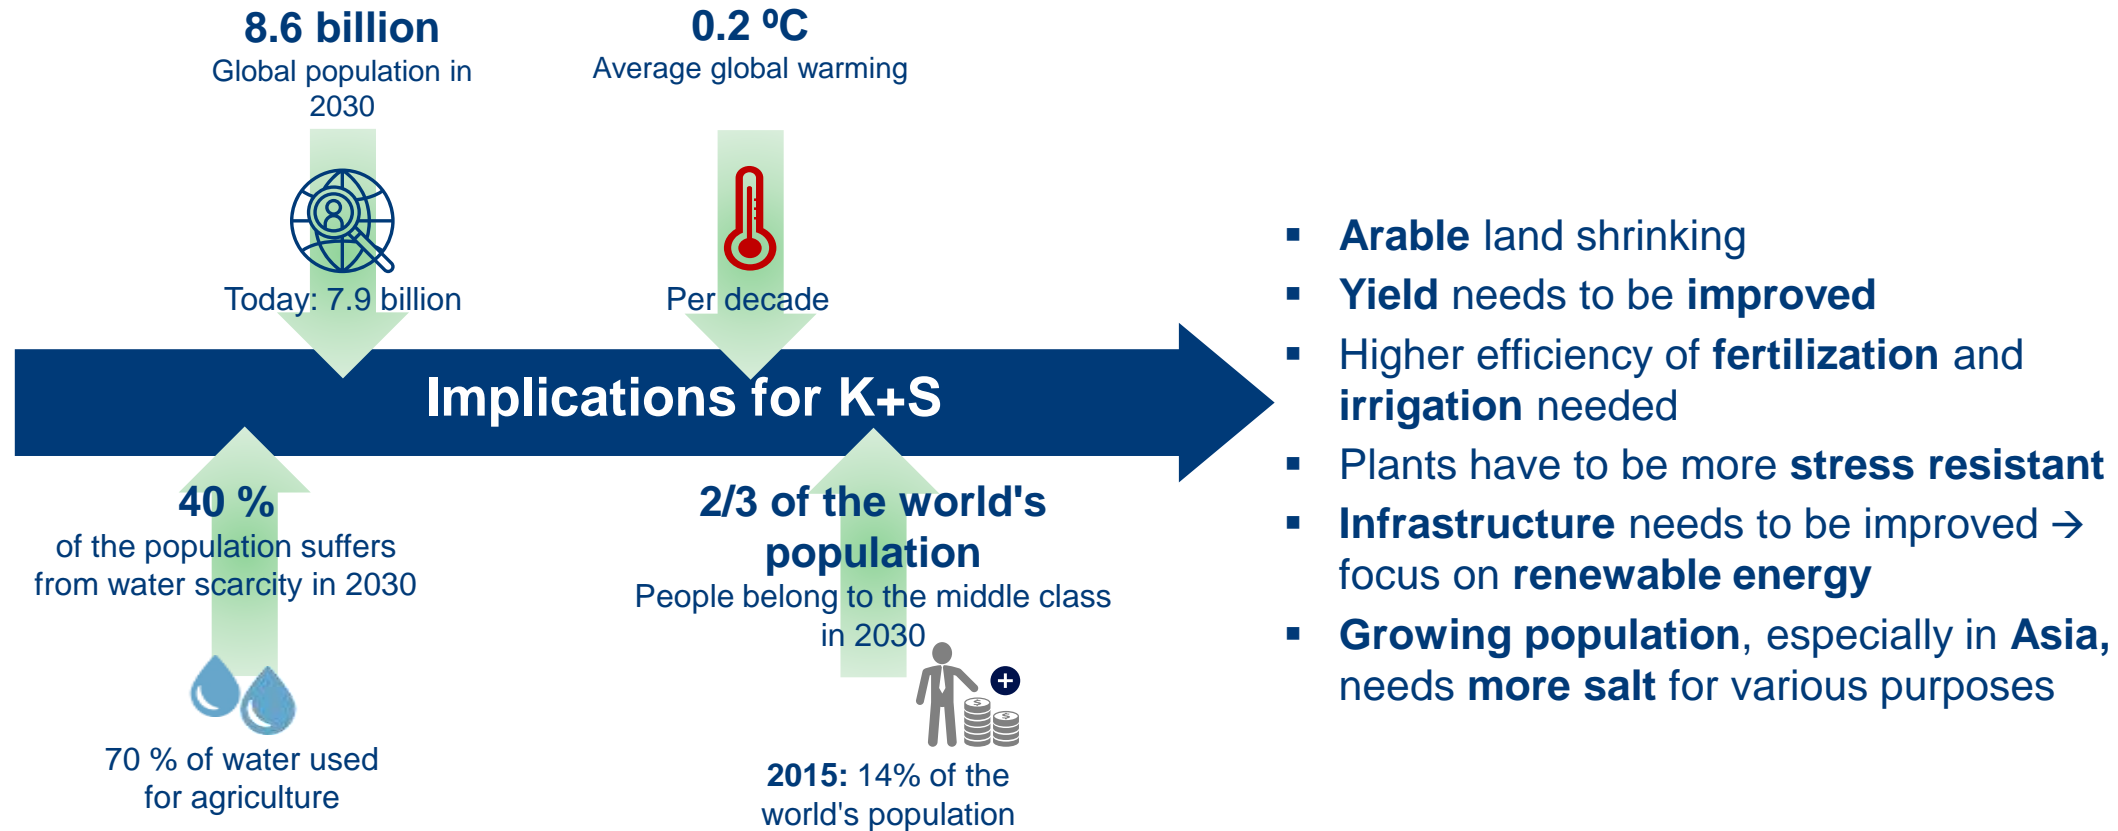 8.6 billion
Global population in
2030
Today: 7.9 billion
0.2 ºC
Average global warming
Per decade
Implications for K+S
40 %
of the population suffers
from water scarcity in 2030
70 % of water used
for agriculture
2/3 of the world's
population
People belong to the middle class
in 2030
2015: 14% of the
world's population
▪ Arable land shrinking
▪ Yield needs to be improved
▪ Higher efficiency of fertilization and
irrigation needed
▪ Plants have to be more stress resistant
▪ Infrastructure needs to be improved →
focus on renewable energy
▪ Growing population, especially in Asia,
needs more salt for various purposes